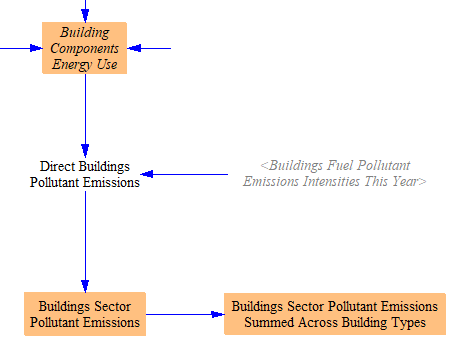 Building
Components
Energy Use
Direct Buildings
Pollutant Emissions
<Buildings Fuel Pollutant
Emissions Intensities This Year>
Buildings Sector
Pollutant Emissions
Buildings Sector Pollutant Emissions
Summed Across Building Types